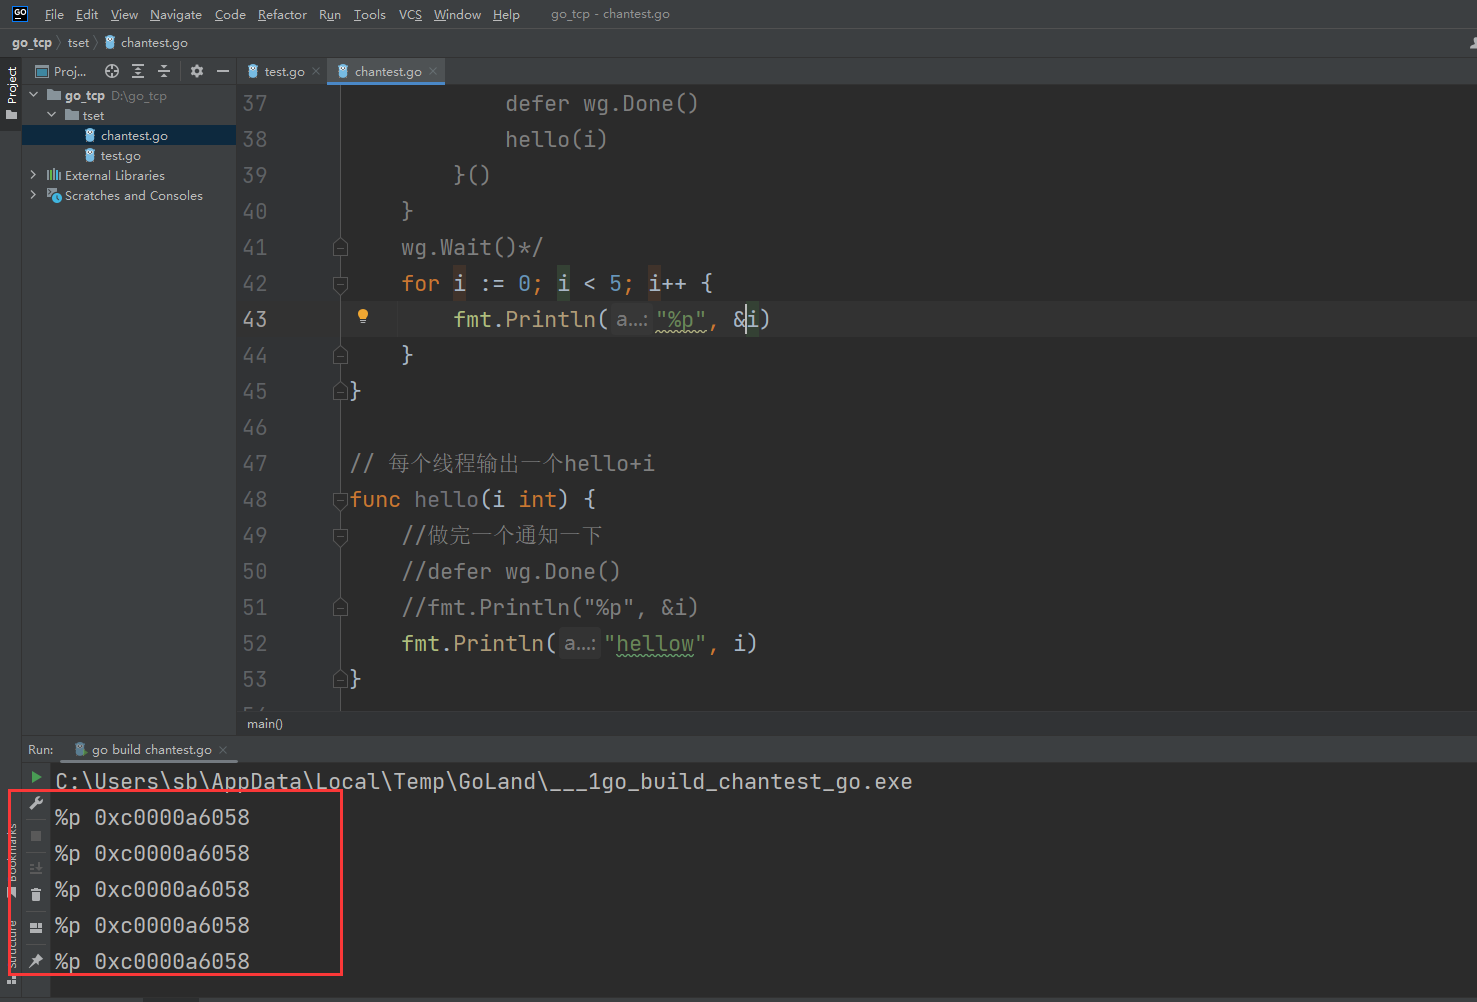 File Edit View Navigate Code Refactor Run Tools VCS Window Help go_tcp - chantest.go
go_tcp tset chantest.go
Project
Proj...
go_tcp D:\go_tcp
tset
chantest.go
test.go
External Libraries
Scratches and Consoles
test.go chantest.go
37 defer wg.Done()
38 hello(i)
39 }()
40 }
41 wg.Wait()*/
42 for i := 0; i < 5; i++ {
43 fmt.Println( a...: "%p", &i)
44 }
45 }
46
47 // 每个线程输出一个hello+i
48 func hello(i int) {
49 //做完一个通知一下
50 //defer wg.Done()
51 //fmt.Println("%p", &i)
52 fmt.Println( a...: "hellow", i)
53 }
main()
Run: go build chantest.go
C:\Users\sb\AppData\Local\Temp\GoLand\___1go_build_chantest_go.exe
%p 0xc0000a6058
%p 0xc0000a6058
%p 0xc0000a6058
%p 0xc0000a6058
%p 0xc0000a6058
Bookmarks
Structure